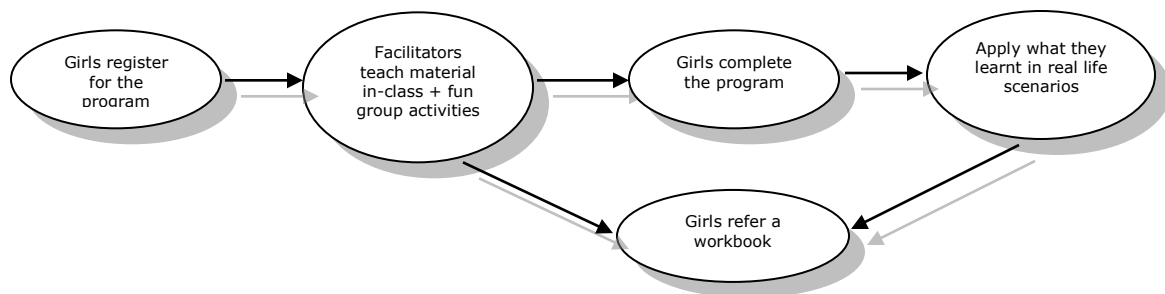 Girls register
for the
program
Facilitators
teach material
in-class + fun
group activities
Girls complete
the program
Apply what they
learnt in real life
scenarios
Girls refer a
workbook